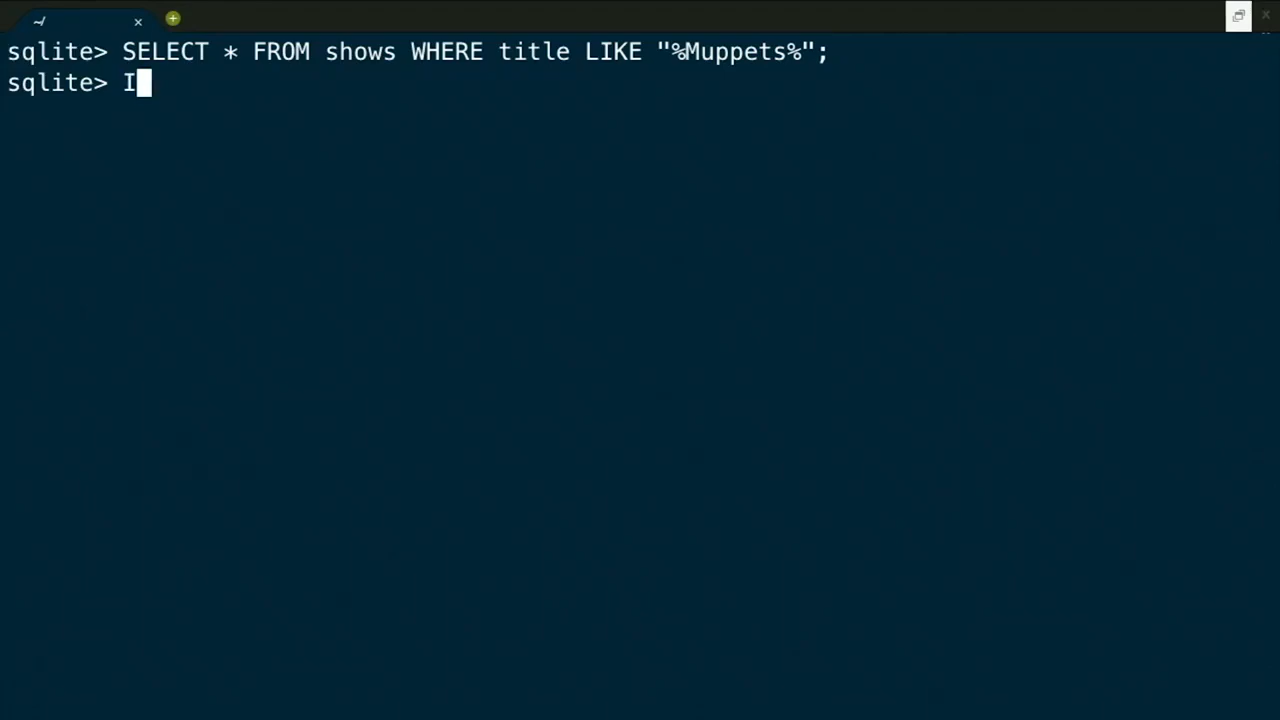 ~/
sqlite> SELECT * FROM shows WHERE title LIKE "%Muppets%";
sqlite> I